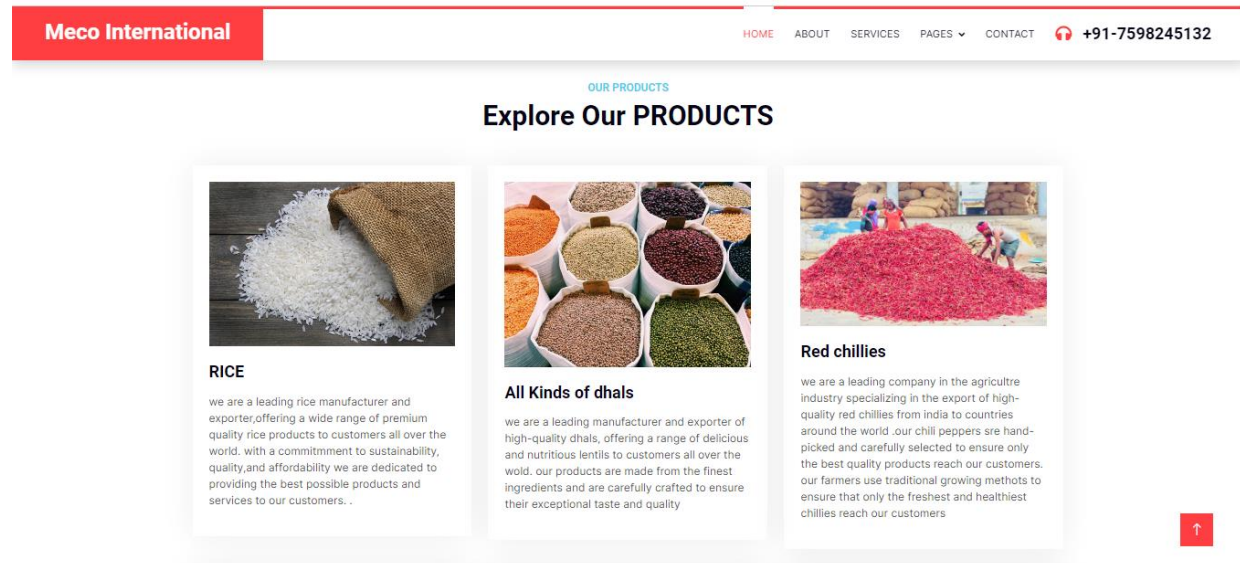 Meco International
HOME ABOUT SERVICES PAGES CONTACT +91-7598245132
OUR PRODUCTS
Explore Our PRODUCTS
RICE
we are a leading rice manufacturer and
exporter,offering a wide range of premium
quality rice products to customers all over the
world. with a commitmment to sustainability,
quality,and affordability we are dedicated to
providing the best possible products and
services to our customers. .
All Kinds of dhals
we are a leading manufacturer and exporter of
high-quality dhals, offering a range of delicious
and nutritious lentils to customers all over the
wold. our products are made from the finest
ingredients and are carefully crafted to ensure
their exceptional taste and quality
Red chillies
we are a leading company in the agricultre
industry specializing in the export of high-
quality red chillies from india to countries
around the world .our chili peppers sre hand-
picked and carefully selected to ensure only
the best quality products reach our customers.
our farmers use traditional growing methots to
ensure that only the freshest and healthiest
chillies reach our customers